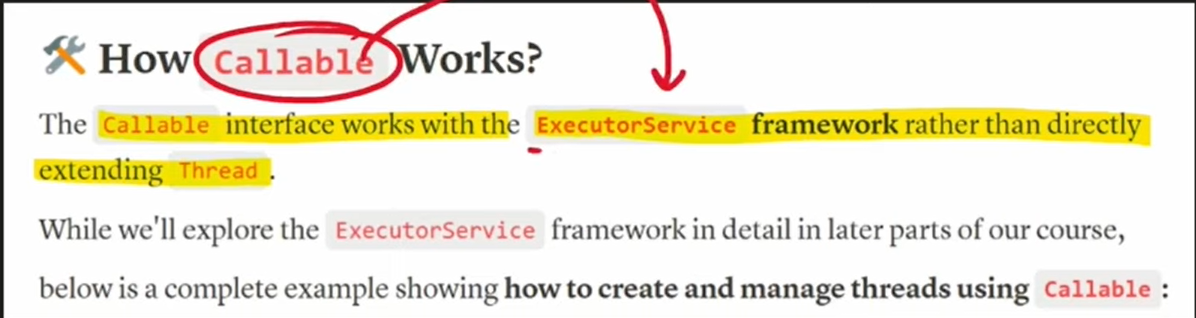 How Callable Works?
The Callable interface works with the ExecutorService framework rather than directly
extending Thread.
While we'll explore the ExecutorService framework in detail in later parts of our course,
below is a complete example showing how to create and manage threads using Callable :